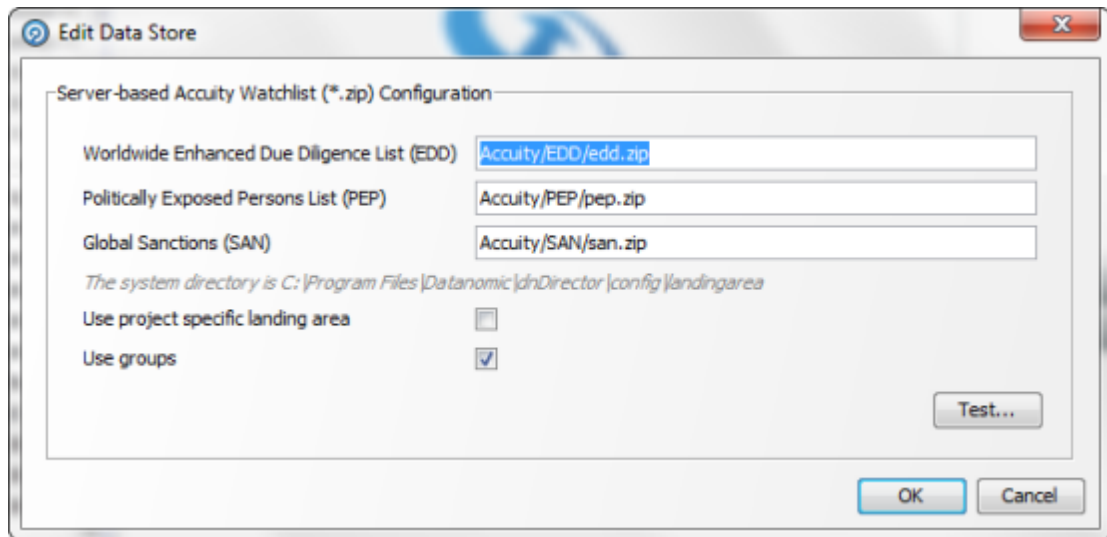 Edit Data Store
Server-based Accuity Watchlist (*.zip) Configuration
Worldwide Enhanced Due Diligence List (EDD) Accuity/EDD/edd.zip
Politically Exposed Persons List (PEP) Accuity/PEP/pep.zip
Global Sanctions (SAN) Accuity/SAN/san.zip
The system directory is C:\Program Files\Datanomic\dnDirector\config\landingarea
Use project specific landing area
Use groups
Test...
OK Cancel